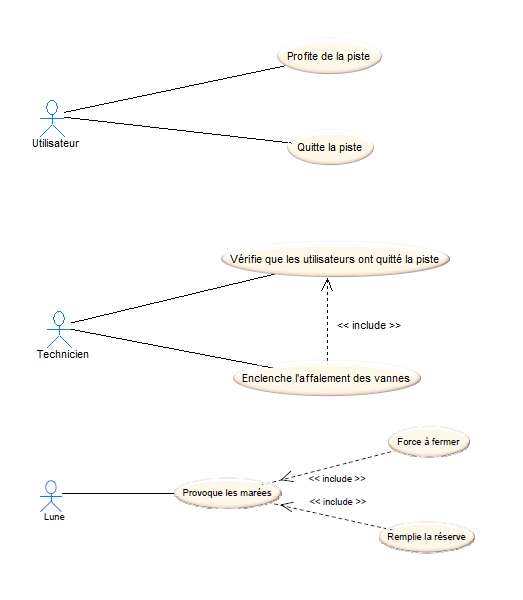 Profite de la piste
Utilisateur
Quitte la piste
Vérifie que les utilisateurs ont quitté la piste
<< include >>
Technicien
Enclenche l'affalement des vannes
Force à fermer
<< include >>
Provoque les marées
<< include >>
Lune
Remplie la réserve